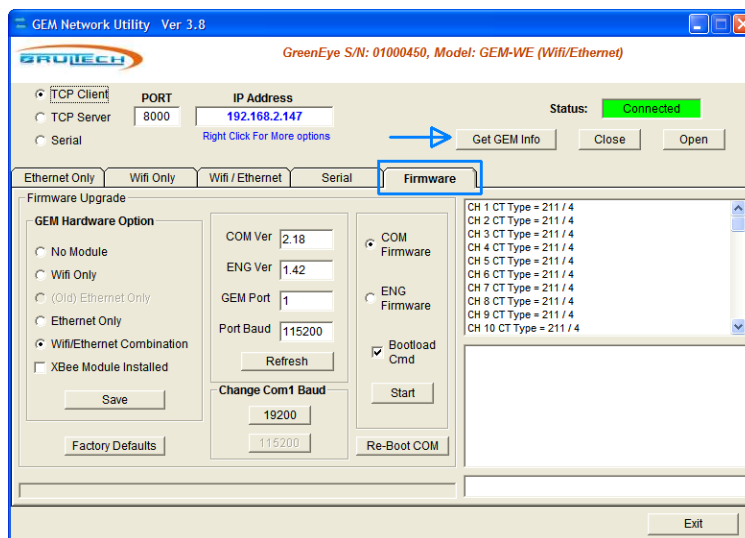 GEM Network Utility Ver 3.8
BRULTECH
GreenEye S/N: 01000450, Model: GEM-WE (Wifi/Ethernet)
TCP Client
TCP Server
Serial
PORT
8000
IP Address
192.168.2.147
Right Click For More options
Status:
Connected
Get GEM Info
Close
Open
Ethernet Only
Wifi Only
Wifi / Ethernet
Serial
Firmware
Firmware Upgrade
GEM Hardware Option
No Module
Wifi Only
(Old) Ethernet Only
Ethernet Only
Wifi/Ethernet Combination
XBee Module Installed
Save
Factory Defaults
COM Ver 2.18
ENG Ver 1.42
GEM Port 1
Port Baud 115200
Refresh
Change Com1 Baud
19200
115200
COM
Firmware
ENG
Firmware
Bootload
Cmd
Start
Re-Boot COM
CH 1 CT Type = 211 / 4
CH 2 CT Type = 211 / 4
CH 3 CT Type = 211 / 4
CH 4 CT Type = 211 / 4
CH 5 CT Type = 211 / 4
CH 6 CT Type = 211 / 4
CH 7 CT Type = 211 / 4
CH 8 CT Type = 211 / 4
CH 9 CT Type = 211 / 4
CH 10 CT Type = 211 / 4
Exit